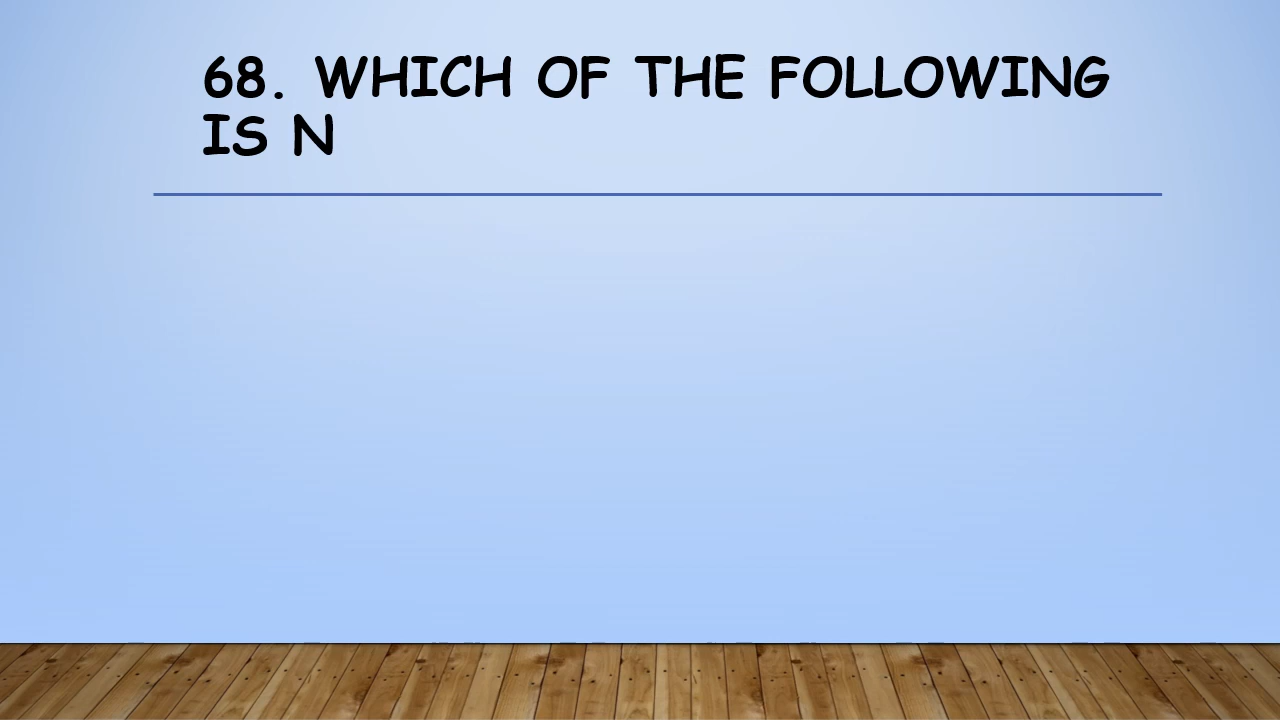 68. WHICH OF THE FOLLOWING
IS N